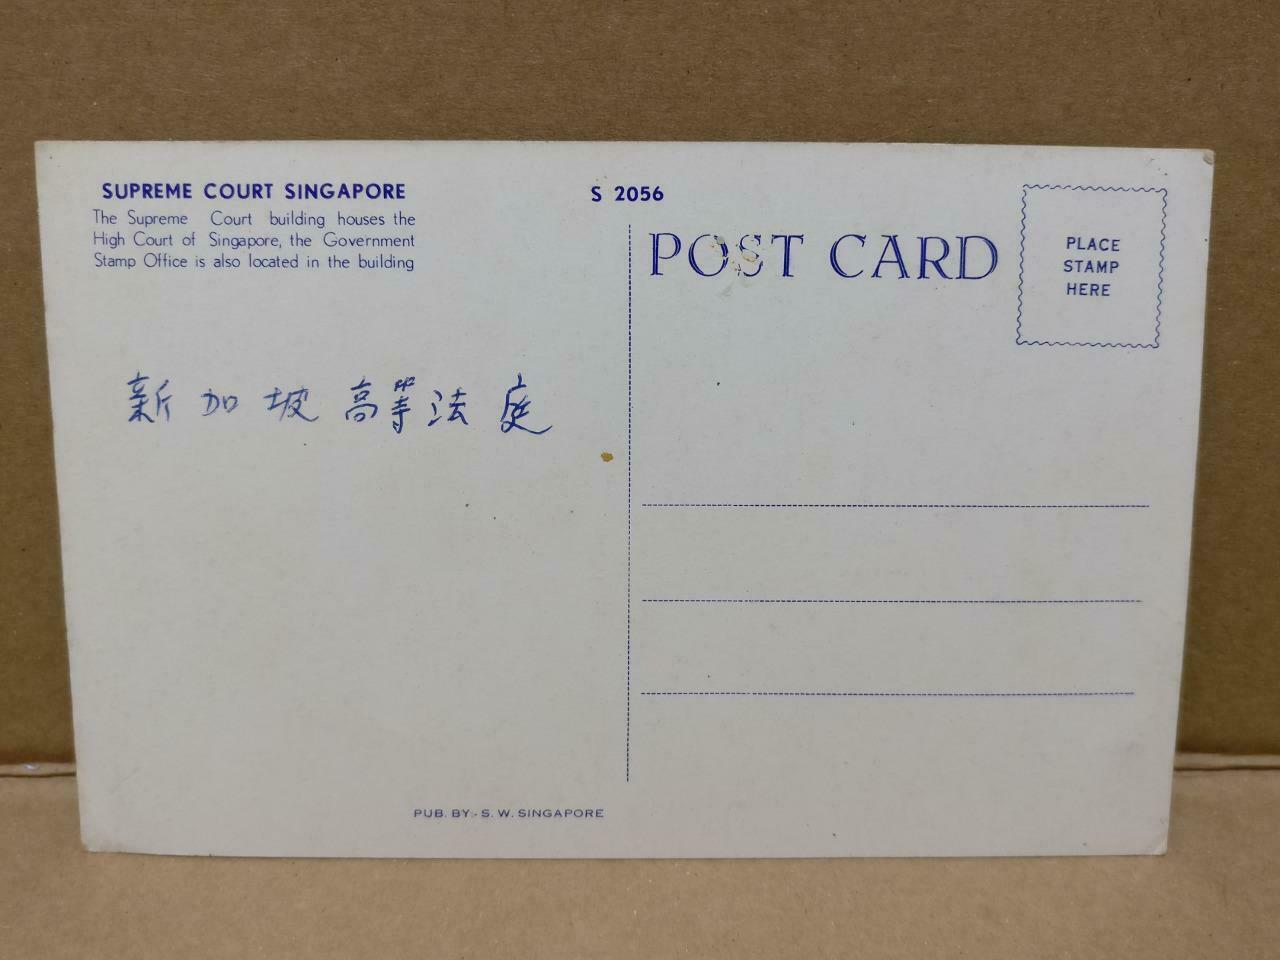 SUPREME COURT SINGAPORE
The Supreme Court building houses the
High Court of Singapore, the Government
Stamp Office is also located in the building
新加坡高等法庭
PUB. BY:- S. W. SINGAPORE
S 2056
POST CARD
PLACE
STAMP
HERE